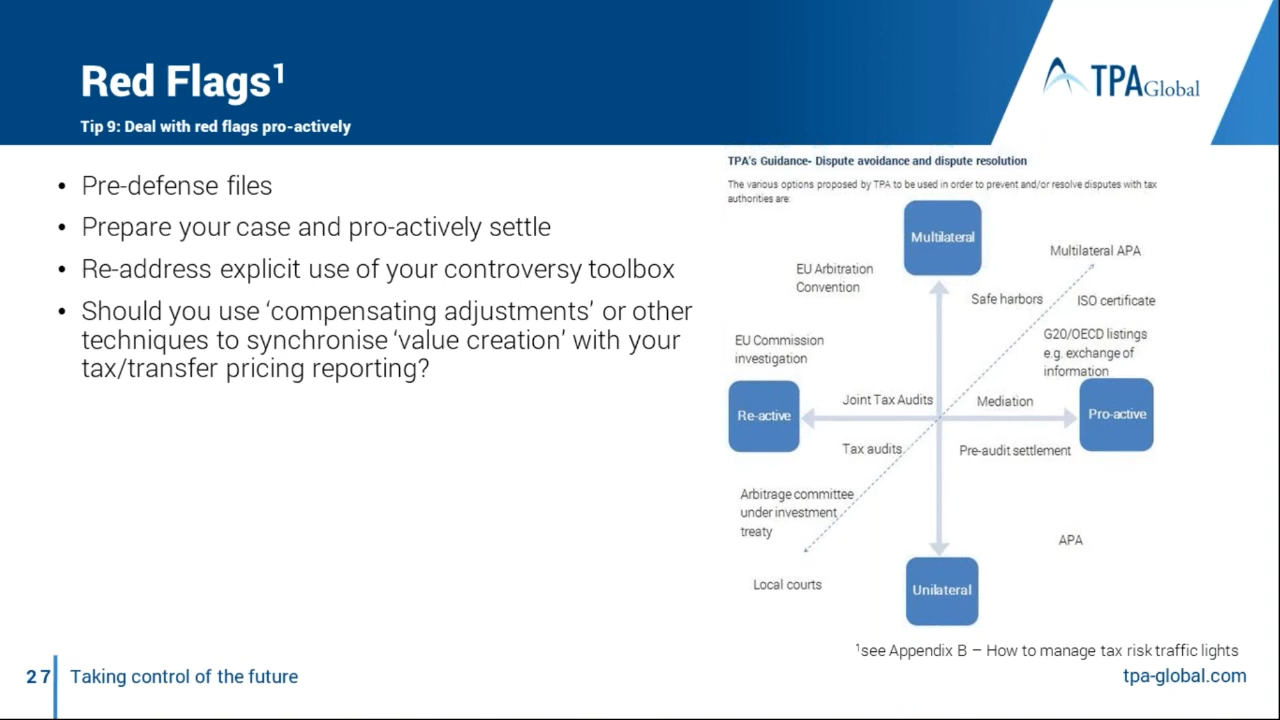 Red Flags¹
Tip 9: Deal with red flags pro-actively
TPAGlobal
• Pre-defense files
• Prepare your case and pro-actively settle
• Re-address explicit use of your controversy toolbox
• Should you use ‘compensating adjustments’ or other
techniques to synchronise ‘value creation’ with your
tax/transfer pricing reporting?
TPA's Guidance- Dispute avoidance and dispute resolution
The various options proposed by TPA to be used in order to prevent and/or resolve disputes with tax
authorities are:
Multilateral
Multilateral APA
EU Arbitration
Convention
Safe harbors
ISO certificate
G20/OECD listings
e.g. exchange of
information
EU Commission
investigation
Re-active
Joint Tax Audits
Mediation
Pro-active
Tax audits
Pre-audit settlement
Arbitrage committee
under investment
treaty
APA
Local courts
Unilateral
¹see Appendix B – How to manage tax risk traffic lights
27
Taking control of the future
tpa-global.com